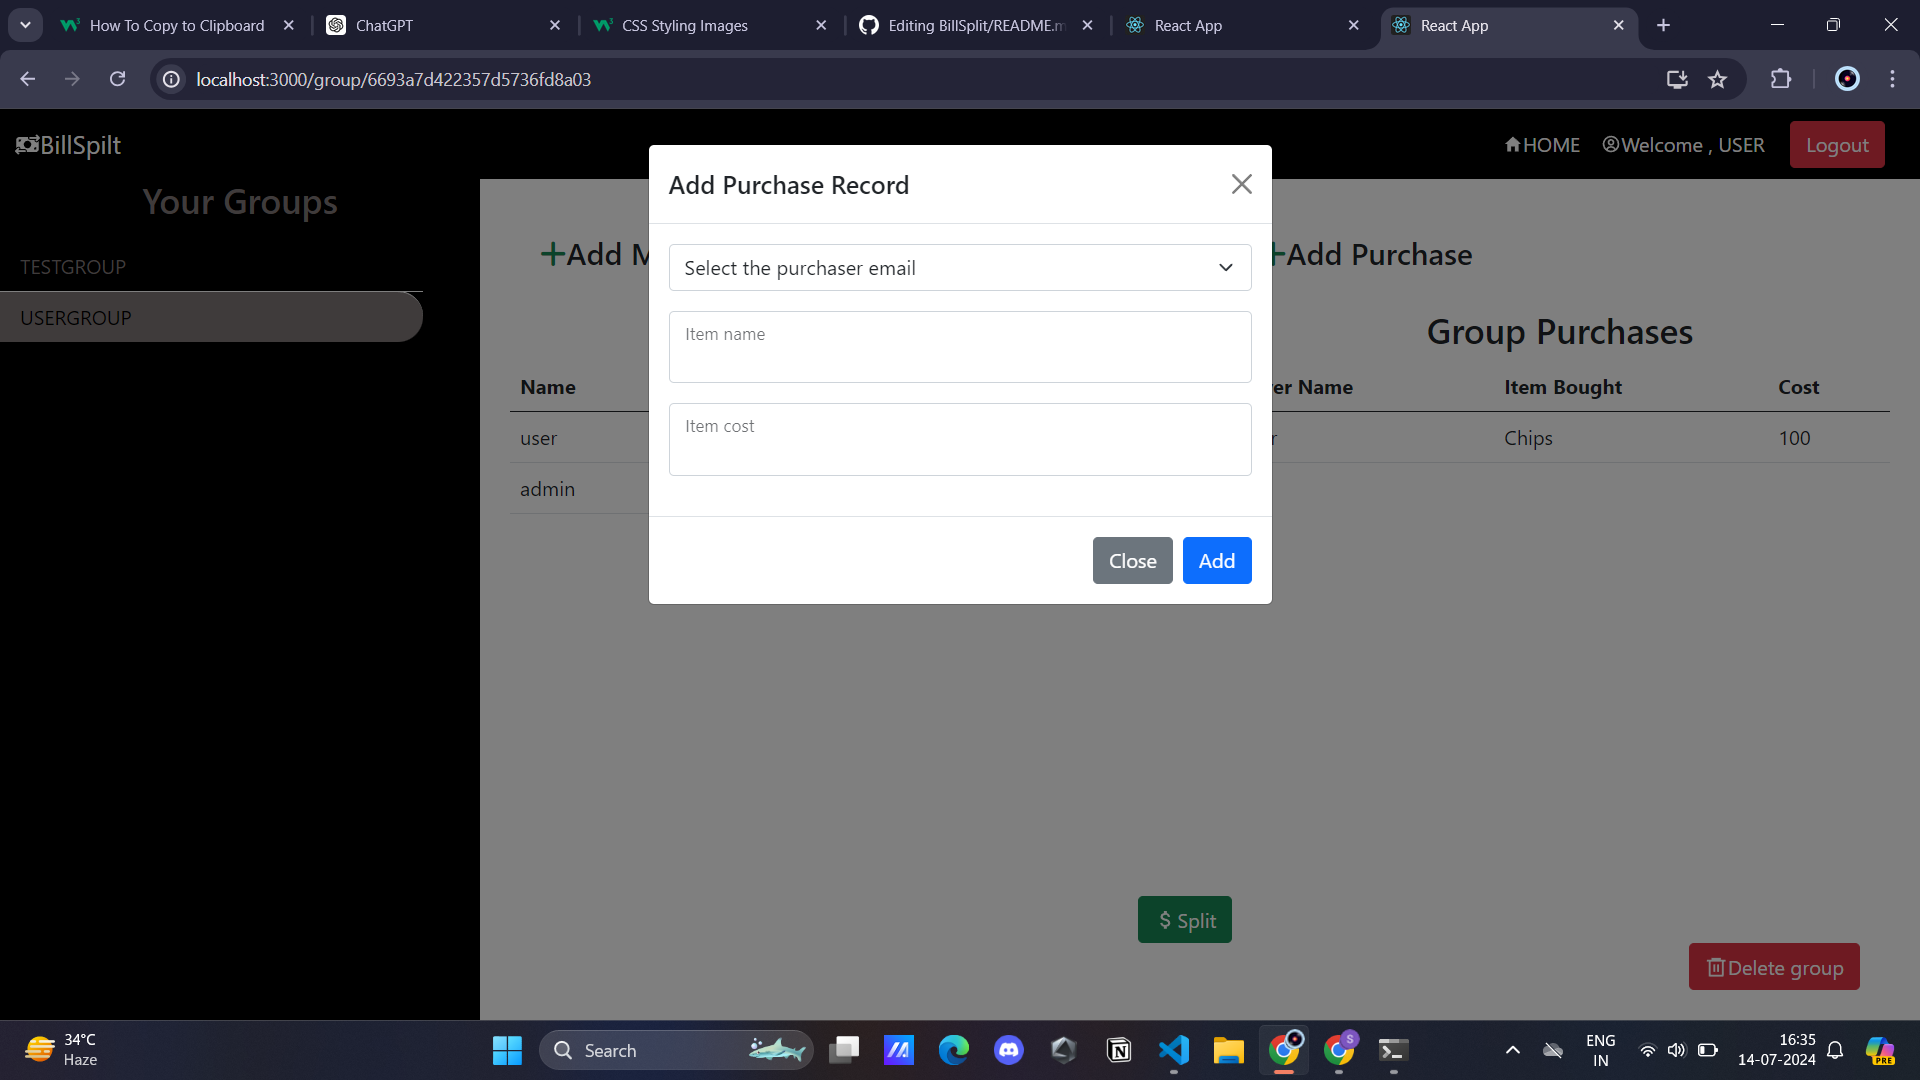 How To Copy to Clipboard
ChatGPT
CSS Styling Images
Editing BillSplit/README.m
React App
React App
localhost:3000/group/6693a7d422357d5736fd8a03
BillSpilt
HOME
Welcome , USER
Logout
Your Groups
TESTGROUP
USERGROUP
Add Purchase Record
Select the purchaser email
Item name
Item cost
Close
Add
+Add M
+Add Purchase
Group Purchases
Name
er Name
Item Bought
Cost
user
r
Chips
100
admin
$ Split
Delete group
34°C
Haze
Search
S
ENG
IN
16:35
14-07-2024
PRE